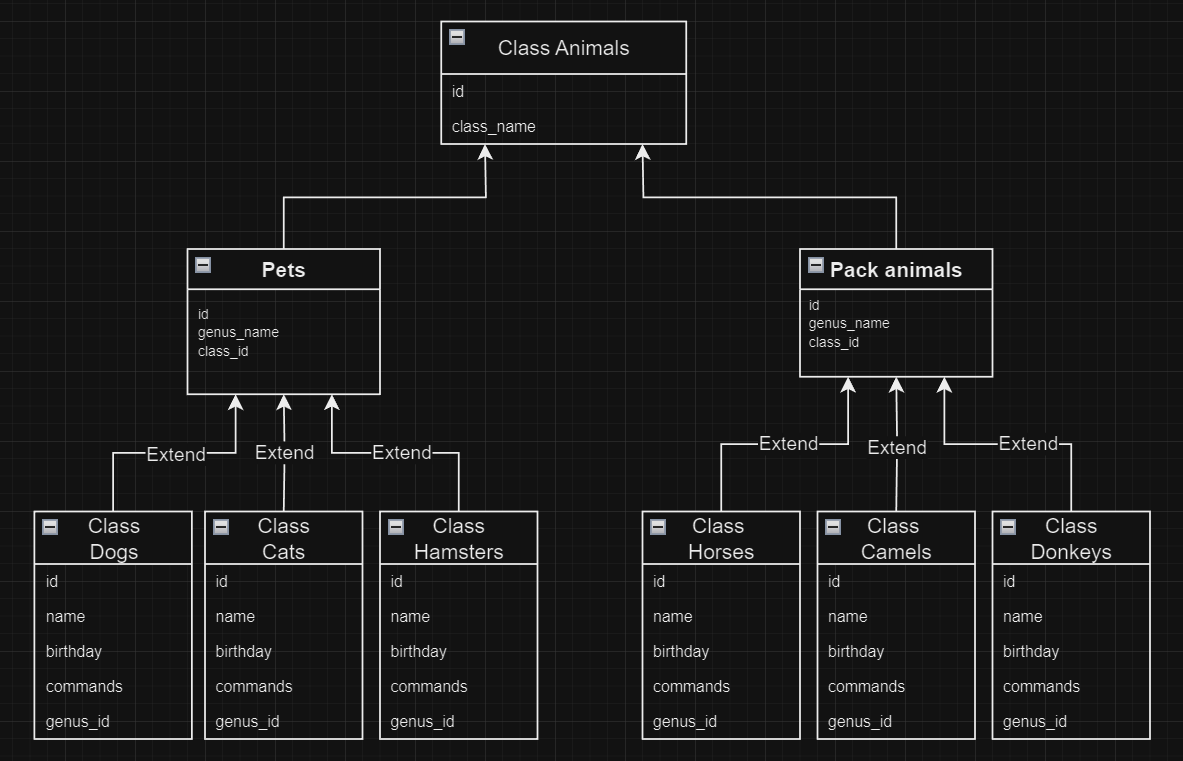 Class Animals
id
class_name
Pets
id
genus_name
class_id
Pack animals
id
genus_name
class_id
Extend
Extend
Extend
Extend
Extend
Extend
Class
Dogs
id
name
birthday
commands
genus_id
Class
Cats
id
name
birthday
commands
genus_id
Class
Hamsters
id
name
birthday
commands
genus_id
Class
Horses
id
name
birthday
commands
genus_id
Class
Camels
id
name
birthday
commands
genus_id
Class
Donkeys
id
name
birthday
commands
genus_id